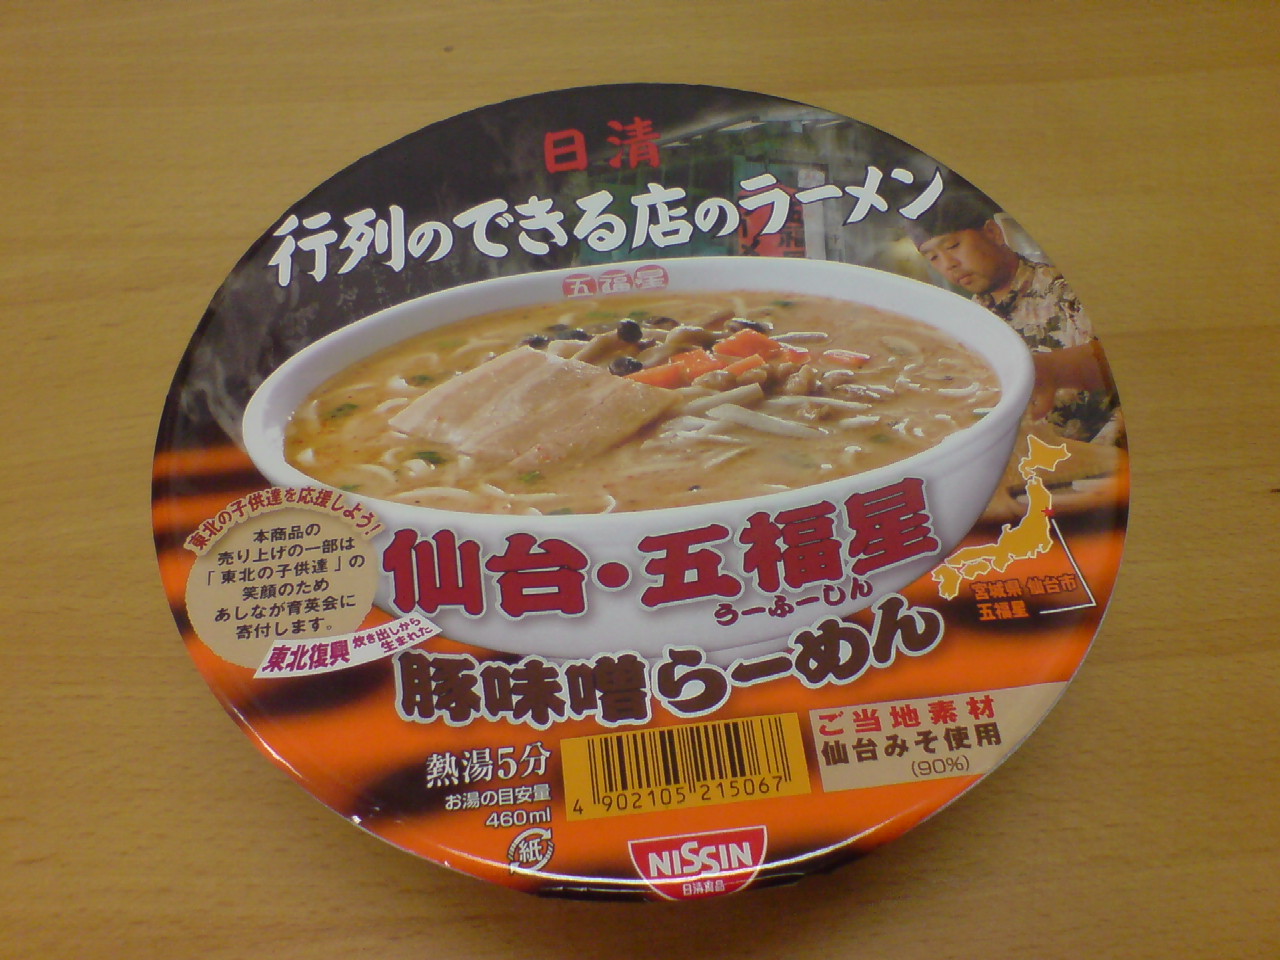 日清
行列のできる店のラーメン
五福星
東北の子供達を応援しよう!
本商品の
売り上げの一部は
「東北の子供達」の
笑顔のため
あしなが育英会に
寄付します。
東北復興 炊き出しから
生まれた
仙台・五福星
うーふーしん
豚味噌らーめん
宮城県 仙台市
五福星
熱湯5分
お湯の目安量
460ml
紙
4 902105 215067
ご当地素材
仙台みそ使用
(90%)
NISSIN
日清食品